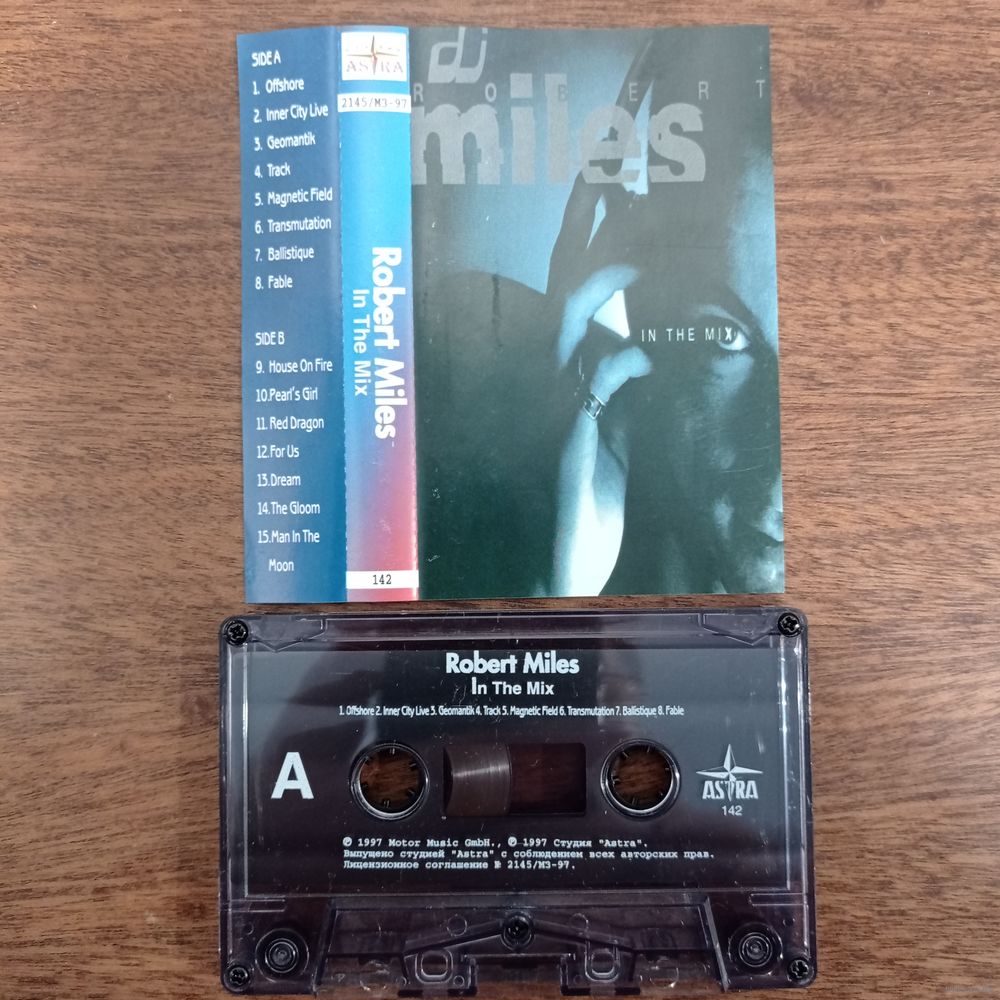 SIDE A
1. Offshore
2. Inner City Live
3. Geomantik
4. Track
5. Magnetic Field
6. Transmutation
7. Ballistique
8. Fable
SIDE B
9. House On Fire
10.Pearl's Girl
11. Red Dragon
12.For Us
13.Dream
14.The Gloom
15.Man In The
Moon
ASTRA
2145/МЗ-97
Robert Miles
In The Mix
142
dj
ROBERT
miles
IN THE MIX
Robert Miles
In The Mix
1. Offshore 2. Inner City Live 3. Geomantik 4. Track 5. Magnetic Field 6. Transmutation 7. Ballistique 8. Fable
A
ASTRA
142
℗ 1997 Motor Music GmbH., ℗ 1997 Студия "Astra".
Выпущено студией "Astra" с соблюдением всех авторских прав.
Лицензионное соглашение № 2145/МЗ-97.